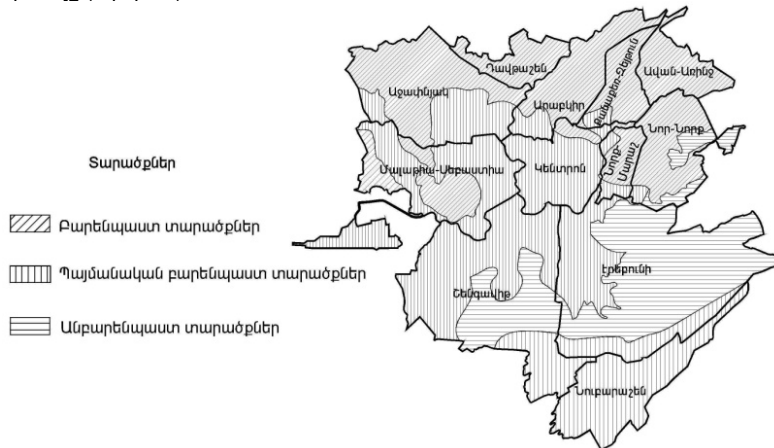 Դավթաշեն
Աջափնյակ
Արաբկիր
Քանաքեռ-Զեյթուն
Ավան-Առինջ
Նոր-Նորք
Նորք-
Մարաշ
Կենտրոն
Մալաթիա-Սեբաստիա
Տարածքներ
Բարենպաստ տարածքներ
Պայմանական բարենպաստ տարածքներ
Անբարենպաստ տարածքներ
Շենգավիթ
Էրեբունի
Նուբարաշեն